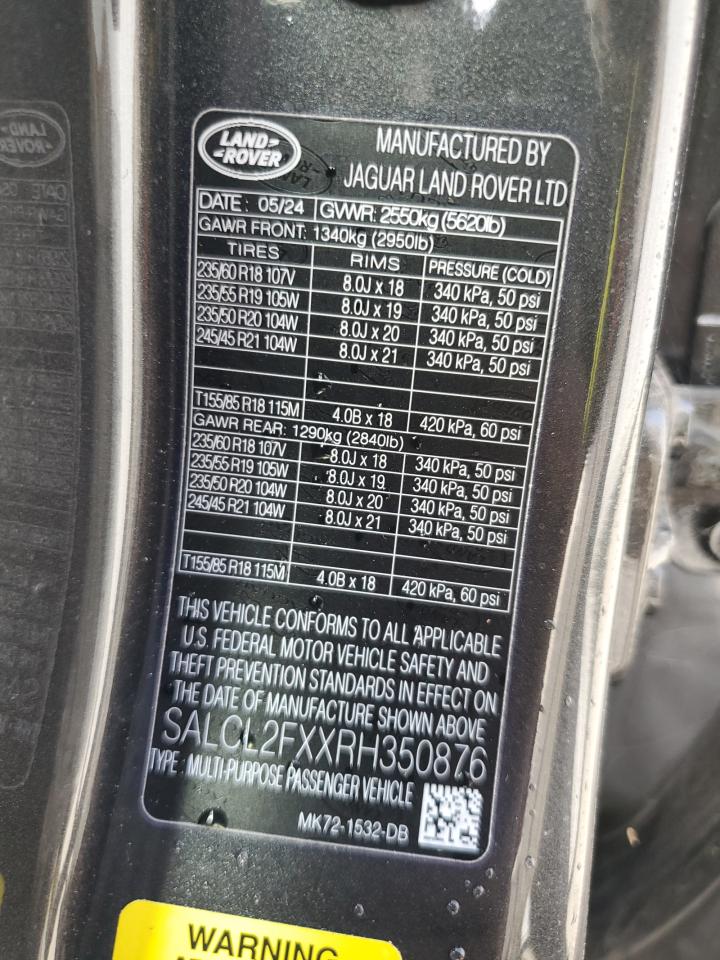 LAND-
-ROVER
MANUFACTURED BY
JAGUAR LAND ROVER LTD
DATE : 05/24 GVWR: 2550kg (5620lb)
GAWR FRONT: 1340kg (2950lb)
TIRES RIMS PRESSURE (COLD)
235/60 R18 107V 8.0J x 18 340 kPa, 50 psi
235/55 R19 105W 8.0J x 19 340 kPa, 50 psi
235/50 R20 104W 8.0J x 20 340 kPa, 50 psi
245/45 R21 104W 8.0J x 21 340 kPa, 50 psi
T155/85 R18 115M 4.0B x 18 420 kPa, 60 psi
GAWR REAR: 1290kg (2840lb)
235/60 R18 107V 8.0J x 18 340 kPa, 50 psi
235/55 R19 105W 8.0J x 19 340 kPa, 50 psi
235/50 R20 104W 8.0J x 20 340 kPa, 50 psi
245/45 R21 104W 8.0J x 21 340 kPa, 50 psi
T155/85 R18 115M 4.0B x 18 420 kPa, 60 psi
THIS VEHICLE CONFORMS TO ALL APPLICABLE
U.S. FEDERAL MOTOR VEHICLE SAFETY AND
THEFT PREVENTION STANDARDS IN EFFECT ON
THE DATE OF MANUFACTURE SHOWN ABOVE
SALCL2FXXRH350876
TYPE : MULTI-PURPOSE PASSENGER VEHICLE
MK72-1532-DB
WARNING